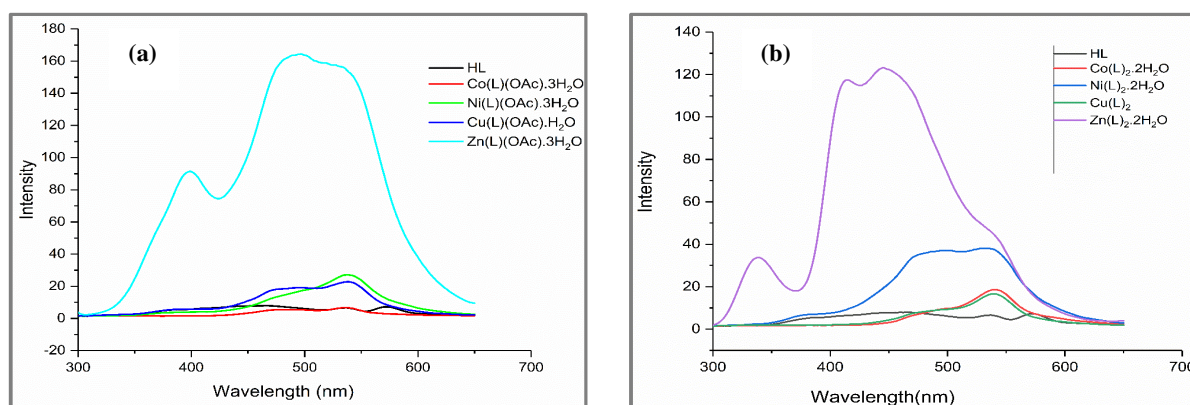 (a)
HL
Co(L)(OAc).3H₂O
Ni(L)(OAc).3H₂O
Cu(L)(OAc).H₂O
Zn(L)(OAc).3H₂O
Intensity
180
160
140
120
100
80
60
40
20
0
-20
300 400 500 600 700
Wavelength (nm)
(b)
HL
Co(L)₂.2H₂O
Ni(L)₂.2H₂O
Cu(L)₂
Zn(L)₂.2H₂O
Intensity
140
120
100
80
60
40
20
0
300 400 500 600 700
Wavelength(nm)